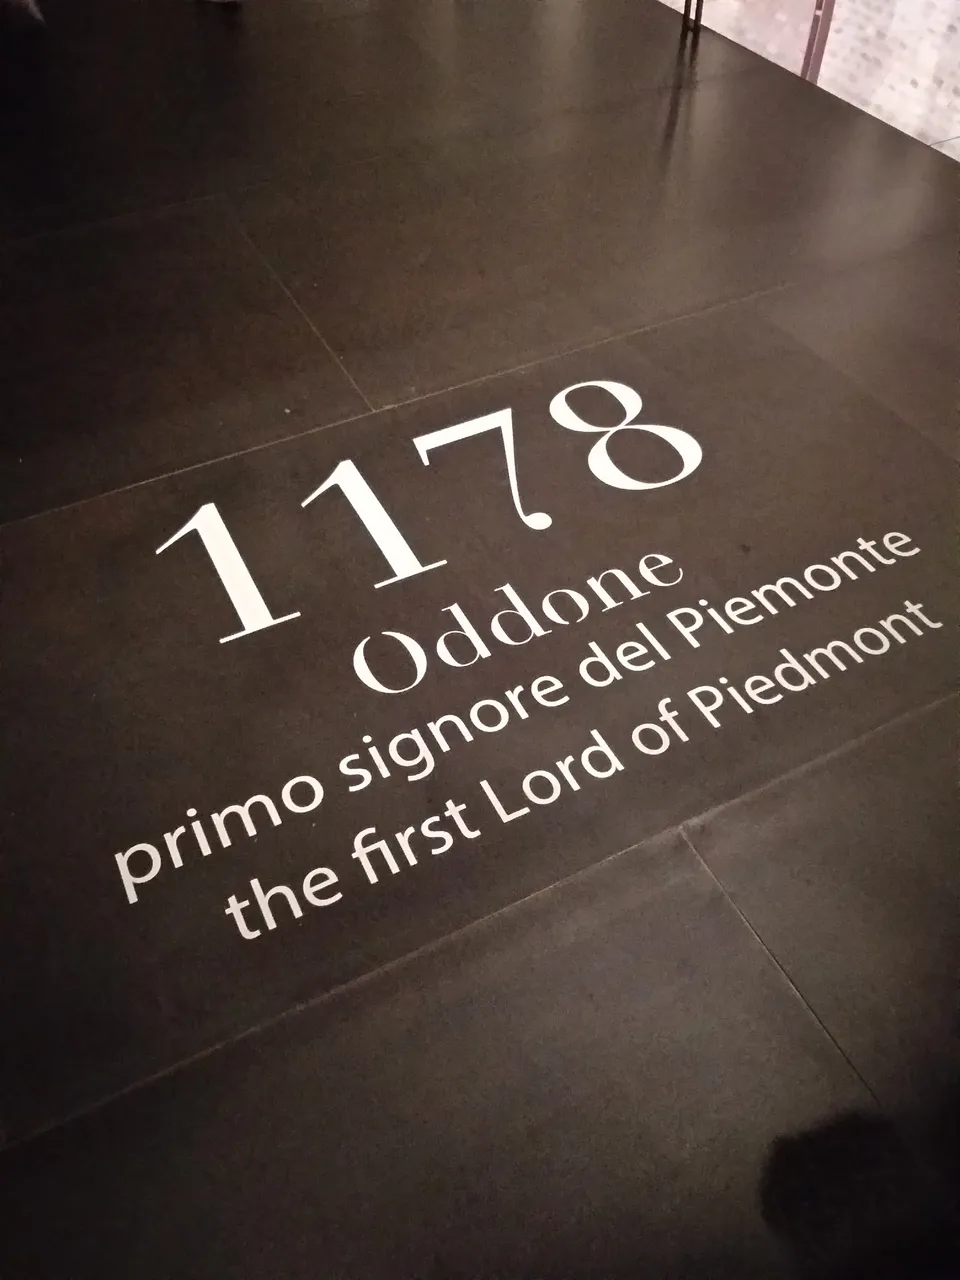 1178
Oddone
primo signore del Piemonte
the first Lord of Piedmont